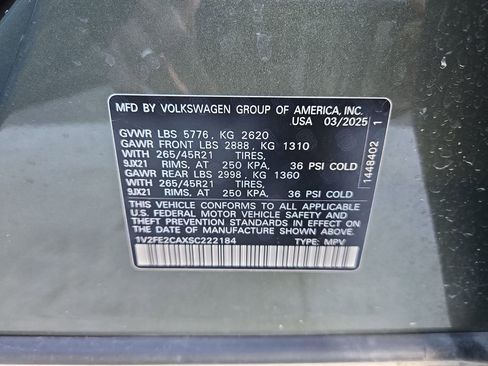 MFD BY VOLKSWAGEN GROUP OF AMERICA, INC.
USA 03/2025
GVWR LBS 5776, KG 2620
GAWR FRONT LBS 2888, KG 1310
WITH 265/45R21 TIRES,
9JX21 RIMS, AT 250 KPA, 36 PSI COLD
GAWR REAR LBS 2998, KG 1360
WITH 265/45R21 TIRES,
9JX21 RIMS, AT 250 KPA, 36 PSI COLD
THIS VEHICLE CONFORMS TO ALL APPLICABLE
U.S. FEDERAL MOTOR VEHICLE SAFETY AND
THEFT PREVENTION STANDARDS IN EFFECT ON
THE DATE OF MANUFACTURE SHOWN ABOVE.
1V2FE2CAXSC222184 TYPE: MPV
1448402 1